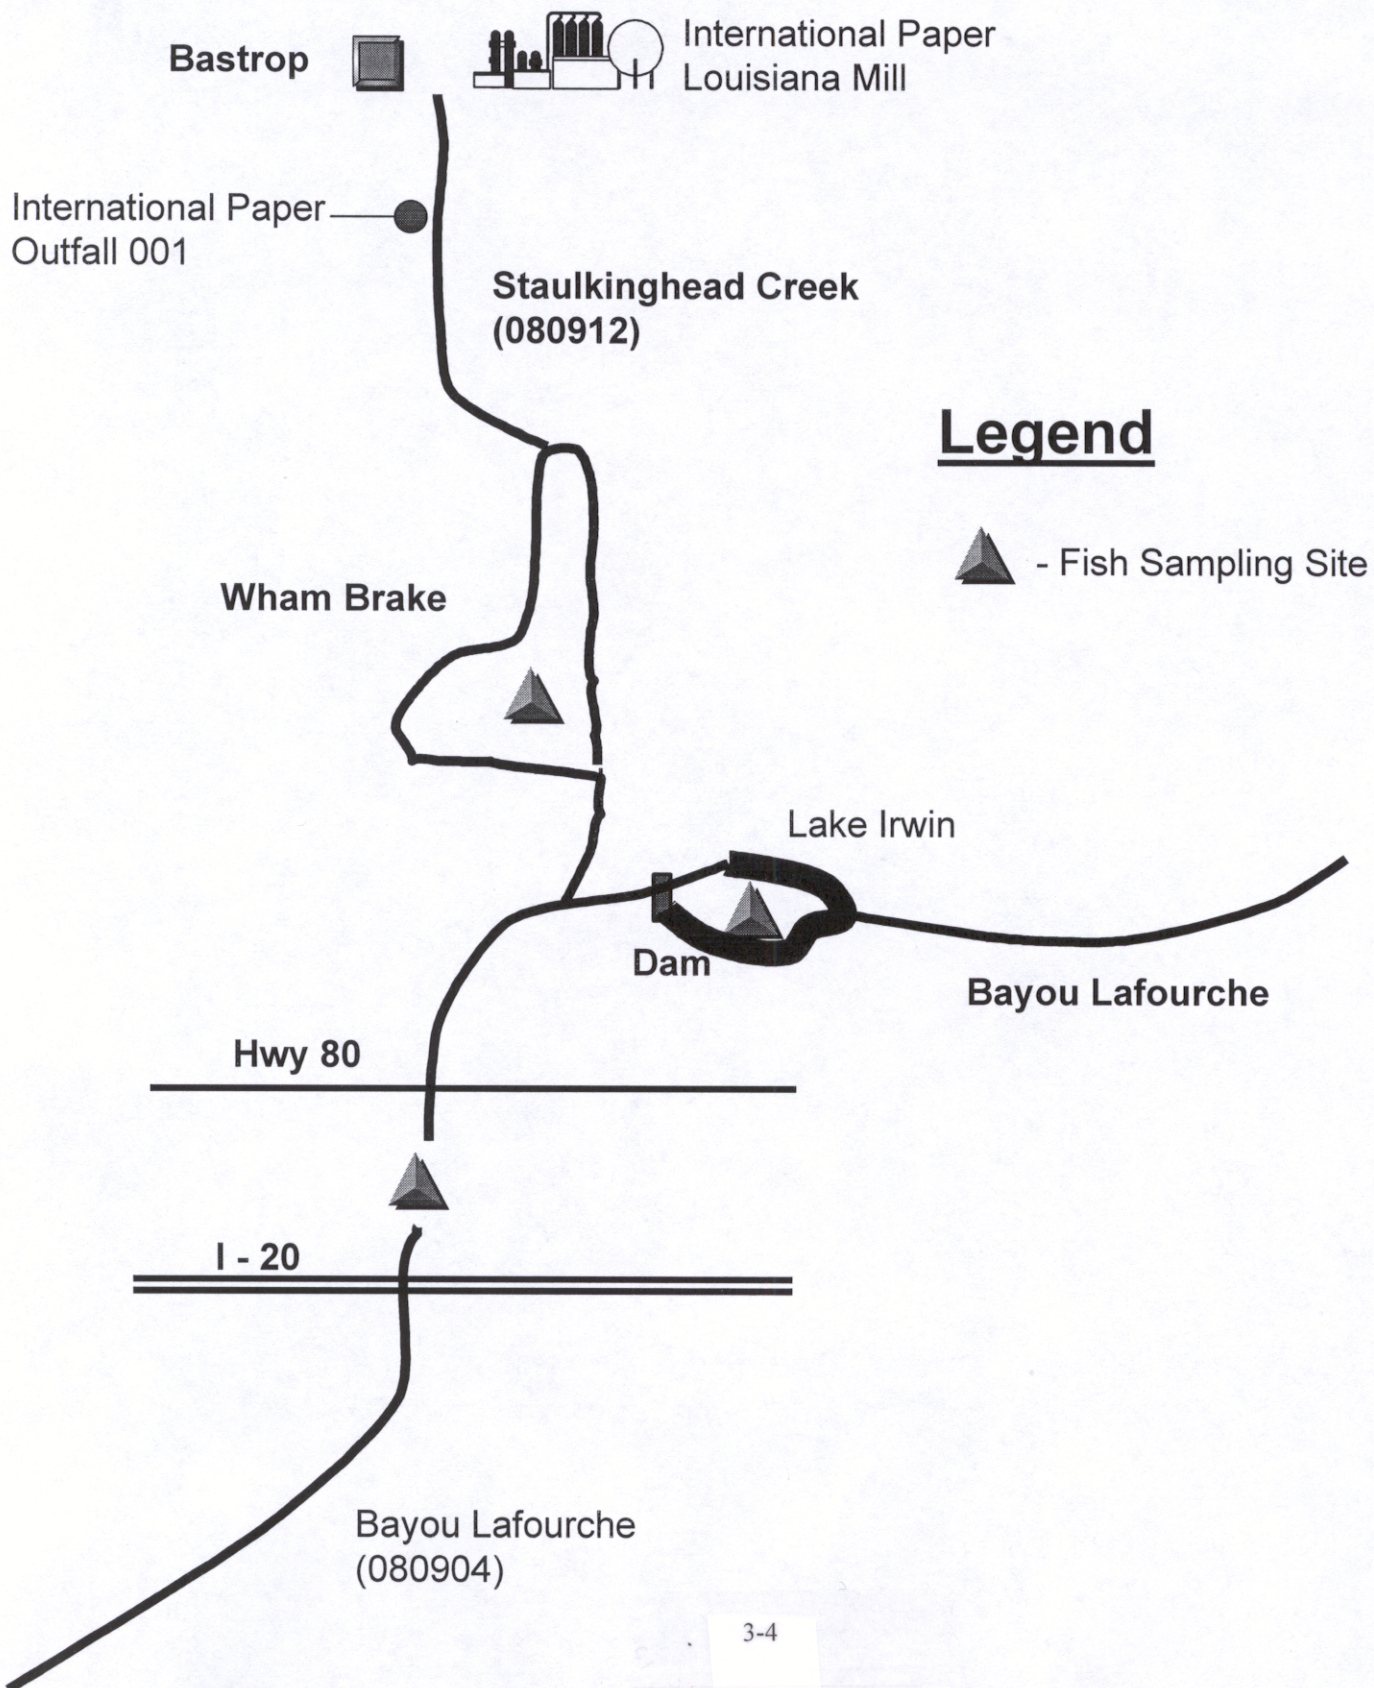 Bastrop
International Paper
Louisiana Mill
International Paper
Outfall 001
Staulkinghead Creek
(080912)
Legend
- Fish Sampling Site
Wham Brake
Lake Irwin
Dam
Bayou Lafourche
Hwy 80
I - 20
Bayou Lafourche
(080904)
3-4